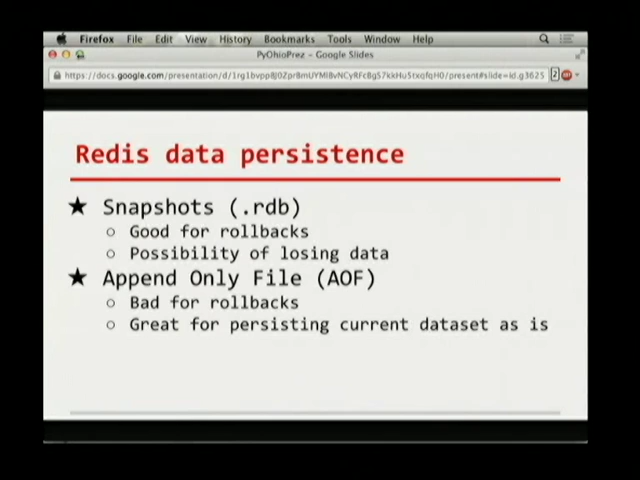 Firefox File Edit View History Bookmarks Tools Window Help
PyOhioPrez – Google Slides
Redis data persistence
★ Snapshots (.rdb)
○ Good for rollbacks
○ Possibility of losing data
★ Append Only File (AOF)
○ Bad for rollbacks
○ Great for persisting current dataset as is